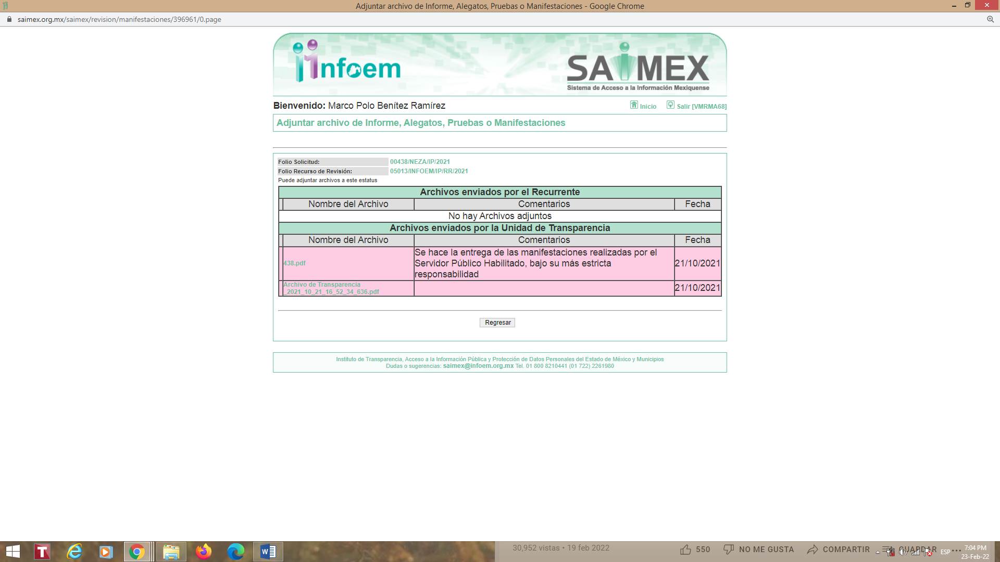 Adjuntar archivo de Informe, Alegatos, Pruebas o Manifestaciones - Google Chrome
saimex.org.mx/saimex/revision/manifestaciones/396961/0.page
infoem
SAIMEX
Sistema de Acceso a la Información Mexiquense
Bienvenido: Marco Polo Benítez Ramírez
Inicio
Salir [VMRMA68]
Adjuntar archivo de Informe, Alegatos, Pruebas o Manifestaciones
Folio Solicitud: 00438/NEZA/IP/2021
Folio Recurso de Revisión: 05013/INFOEM/IP/RR/2021
Puede adjuntar archivos a este estatus
Archivos enviados por el Recurrente
Nombre del Archivo Comentarios Fecha
No hay Archivos adjuntos
Archivos enviados por la Unidad de Transparencia
Nombre del Archivo Comentarios Fecha
438.pdf
Se hace la entrega de las manifestaciones realizadas por el
Servidor Público Habilitado, bajo su más estricta
responsabilidad
21/10/2021
Archivo de Transparencia
_2021_10_21_16_52_34_636.pdf
21/10/2021
Regresar
Instituto de Transparencia, Acceso a la Información Pública y Protección de Datos Personales del Estado de México y Municipios
Dudas o sugerencias: saimex@infoem.org.mx Tel. 01 800 8210441 (01 722) 2261980
30,952 vistas • 19 feb 2022
550
NO ME GUSTA
COMPARTIR
GUARDAR
ESP
7:04 PM
23-Feb-22